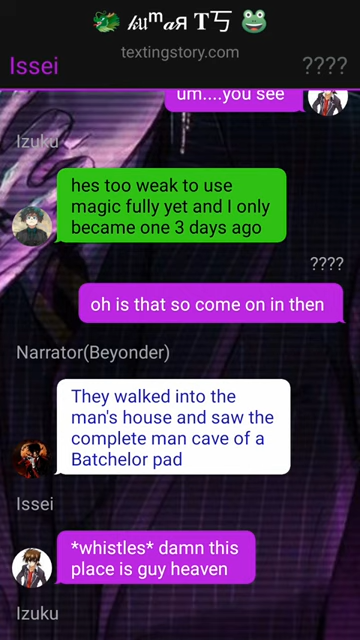 🐲 𝓀𝓊ᵐ𝒂я 𝐓丂 🐸
textingstory.com
Issei
????
um....you see
Izuku
hes too weak to use
magic fully yet and I only
became one 3 days ago
????
oh is that so come on in then
Narrator(Beyonder)
They walked into the
man's house and saw the
complete man cave of a
Batchelor pad
Issei
*whistles* damn this
place is guy heaven
Izuku